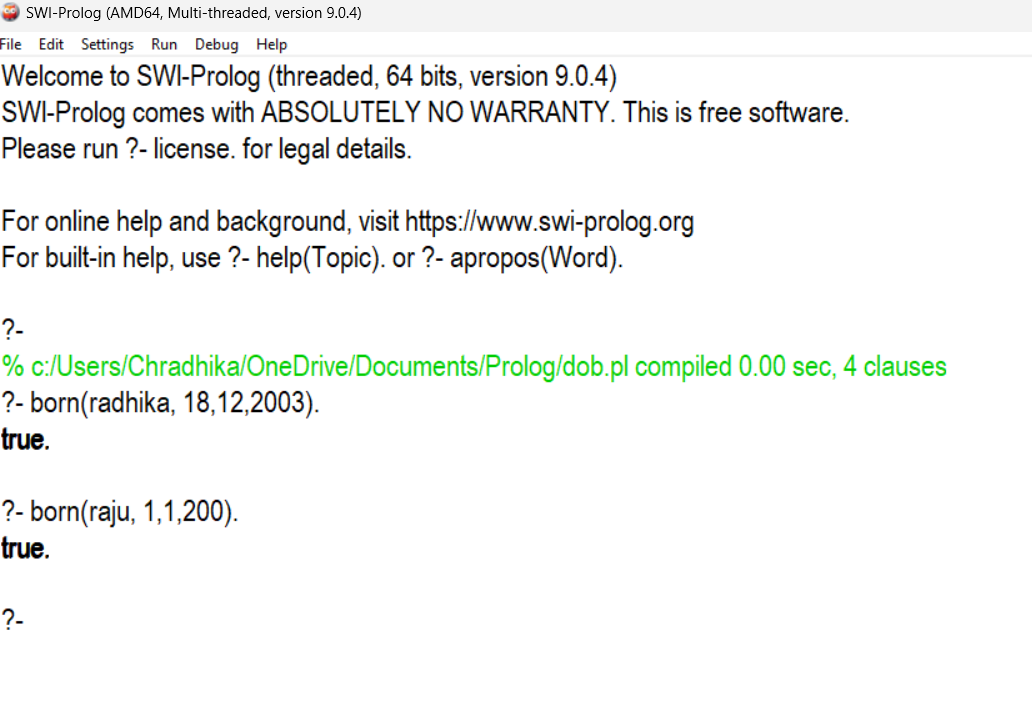 SWI-Prolog (AMD64, Multi-threaded, version 9.0.4)
File Edit Settings Run Debug Help
Welcome to SWI-Prolog (threaded, 64 bits, version 9.0.4)
SWI-Prolog comes with ABSOLUTELY NO WARRANTY. This is free software.
Please run ?- license. for legal details.
For online help and background, visit https://www.swi-prolog.org
For built-in help, use ?- help(Topic). or ?- apropos(Word).
?-
% c:/Users/Chradhika/OneDrive/Documents/Prolog/dob.pl compiled 0.00 sec, 4 clauses
?- born(radhika, 18,12,2003).
true.
?- born(raju, 1,1,200).
true.
?-